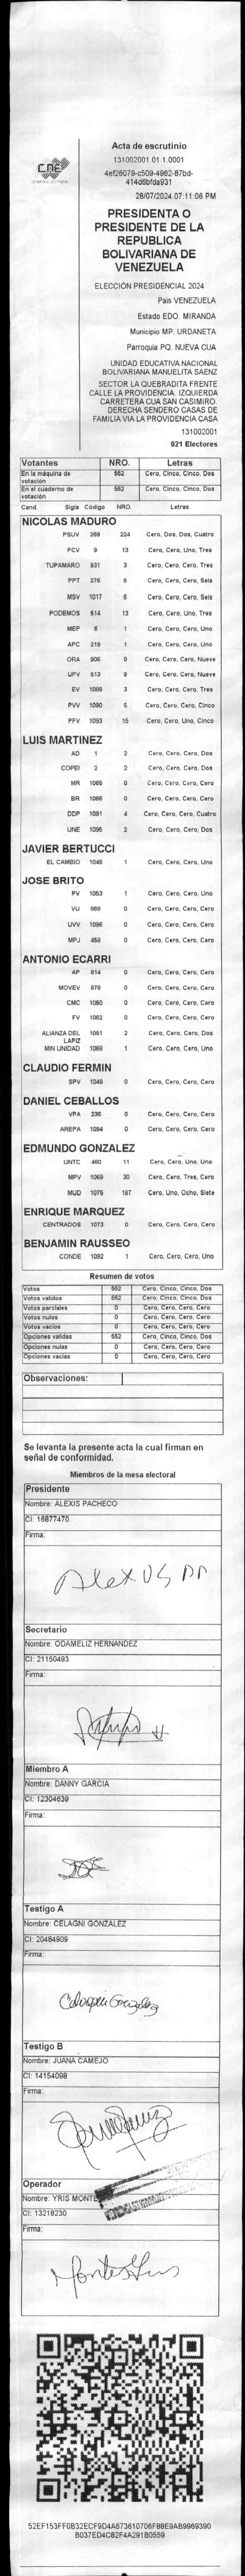 Acta de escrutinio
131002001.01.1.0001
4ef26079-c509-4962-87bd-
414d6bfda931
28/07/2024 07:11:06 PM
CNE
PRESIDENTA O
PRESIDENTE DE LA
REPUBLICA
BOLIVARIANA DE
VENEZUELA
ELECCIÓN PRESIDENCIAL 2024
Pais VENEZUELA
Estado EDO. MIRANDA
Municipio MP. URDANETA
Parroquia PQ. NUEVA CUA
UNIDAD EDUCATIVA NACIONAL
BOLIVARIANA MANUELITA SAENZ
SECTOR LA QUEBRADITA FRENTE
CALLE LA PROVIDENCIA. IZQUIERDA
CARRETERA CUA SAN CASIMIRO.
DERECHA SENDERO CASAS DE
FAMILIA VIA LA PROVIDENCIA CASA
131002001
921 Electores
Votantes NRO. Letras
En la máquina de votación 552 Cero, Cinco, Cinco, Dos
En el cuaderno de votación 552 Cero, Cinco, Cinco, Dos
Cand. Sigla Código NRO. Letras
NICOLAS MADURO
PSUV 269 224 Cero, Dos, Dos, Cuatro
PCV 9 13 Cero, Cero, Uno, Tres
TUPAMARO 931 3 Cero, Cero, Cero, Tres
PPT 276 6 Cero, Cero, Cero, Seis
MSV 1017 6 Cero, Cero, Cero, Seis
PODEMOS 514 13 Cero, Cero, Uno, Tres
MEP 6 1 Cero, Cero, Cero, Uno
APC 219 1 Cero, Cero, Cero, Uno
ORA 906 9 Cero, Cero, Cero, Nueve
UPV 513 9 Cero, Cero, Cero, Nueve
EV 1089 3 Cero, Cero, Cero, Tres
PVV 1090 5 Cero, Cero, Cero, Cinco
PFV 1093 15 Cero, Cero, Uno, Cinco
LUIS MARTINEZ
AD 1 2 Cero, Cero, Cero, Dos
COPEI 2 2 Cero, Cero, Cero, Dos
MR 1065 0 Cero, Cero, Cero, Cero
BR 1066 0 Cero, Cero, Cero, Cero
DDP 1091 4 Cero, Cero, Cero, Cuatro
UNE 1095 2 Cero, Cero, Cero, Dos
JAVIER BERTUCCI
EL CAMBIO 1048 1 Cero, Cero, Cero, Uno
JOSE BRITO
PV 1053 1 Cero, Cero, Cero, Uno
VU 868 0 Cero, Cero, Cero, Cero
UVV 1096 0 Cero, Cero, Cero, Cero
MPJ 458 0 Cero, Cero, Cero, Cero
ANTONIO ECARRI
AP 814 0 Cero, Cero, Cero, Cero
MOVEV 878 0 Cero, Cero, Cero, Cero
CMC 1050 0 Cero, Cero, Cero, Cero
FV 1052 0 Cero, Cero, Cero, Cero
ALIANZA DEL LAPIZ 1051 2 Cero, Cero, Cero, Dos
MIN UNIDAD 1068 1 Cero, Cero, Cero, Uno
CLAUDIO FERMIN
SPV 1049 0 Cero, Cero, Cero, Cero
DANIEL CEBALLOS
VPA 236 0 Cero, Cero, Cero, Cero
AREPA 1094 0 Cero, Cero, Cero, Cero
EDMUNDO GONZALEZ
UNTC 460 11 Cero, Cero, Uno, Uno
MPV 1069 30 Cero, Cero, Tres, Cero
MUD 1075 187 Cero, Uno, Ocho, Siete
ENRIQUE MARQUEZ
CENTRADOS 1073 0 Cero, Cero, Cero, Cero
BENJAMIN RAUSSEO
CONDE 1092 1 Cero, Cero, Cero, Uno
Resumen de votos
Votos 552 Cero, Cinco, Cinco, Dos
Votos validos 552 Cero, Cinco, Cinco, Dos
Votos parciales 0 Cero, Cero, Cero, Cero
Votos nulos 0 Cero, Cero, Cero, Cero
Votos vacios 0 Cero, Cero, Cero, Cero
Opciones validas 552 Cero, Cinco, Cinco, Dos
Opciones nulas 0 Cero, Cero, Cero, Cero
Opciones vacias 0 Cero, Cero, Cero, Cero
Observaciones:
Se levanta la presente acta la cual firman en
señal de conformidad.
Miembros de la mesa electoral
Presidente
Nombre: ALEXIS PACHECO
CI: 16877470
Firma:
Secretario
Nombre: ODAMELIZ HERNANDEZ
CI: 21150493
Firma:
Miembro A
Nombre: DANNY GARCIA
CI: 12304639
Firma:
Testigo A
Nombre: CELAGNI GONZALEZ
CI: 20484909
Firma:
Testigo B
Nombre: JUANA CAMEJO
CI: 14154098
Firma:
Operador
Nombre: YRIS MONTE
CI: 13218230
Firma:
52EF153FF0B32ECF9D4A673610706F88E9AB9969390
B037ED4C82F4A291B0559